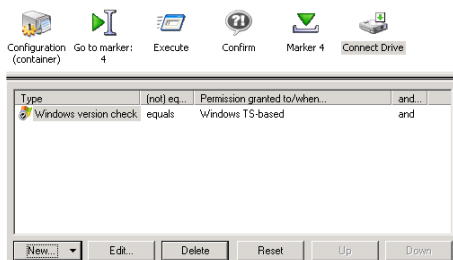 Configuration (container)
Go to marker: 4
Execute
Confirm
Marker 4
Connect Drive
Type (not) eq... Permission granted to/when... and...
Windows version check equals Windows TS-based and
New... Edit... Delete Reset Up Down